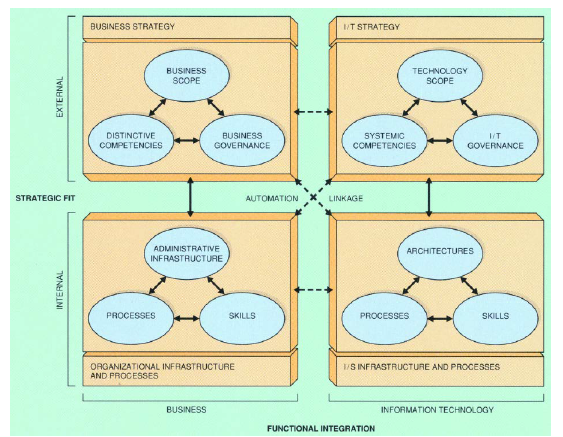 BUSINESS STRATEGY
I/T STRATEGY
EXTERNAL
BUSINESS
SCOPE
DISTINCTIVE
COMPETENCIES
BUSINESS
GOVERNANCE
TECHNOLOGY
SCOPE
SYSTEMIC
COMPETENCIES
I/T
GOVERNANCE
STRATEGIC FIT
AUTOMATION
LINKAGE
INTERNAL
ADMINISTRATIVE
INFRASTRUCTURE
PROCESSES
SKILLS
ARCHITECTURES
PROCESSES
SKILLS
ORGANIZATIONAL INFRASTRUCTURE
AND PROCESSES
I/S INFRASTRUCTURE AND PROCESSES
BUSINESS
INFORMATION TECHNOLOGY
FUNCTIONAL INTEGRATION